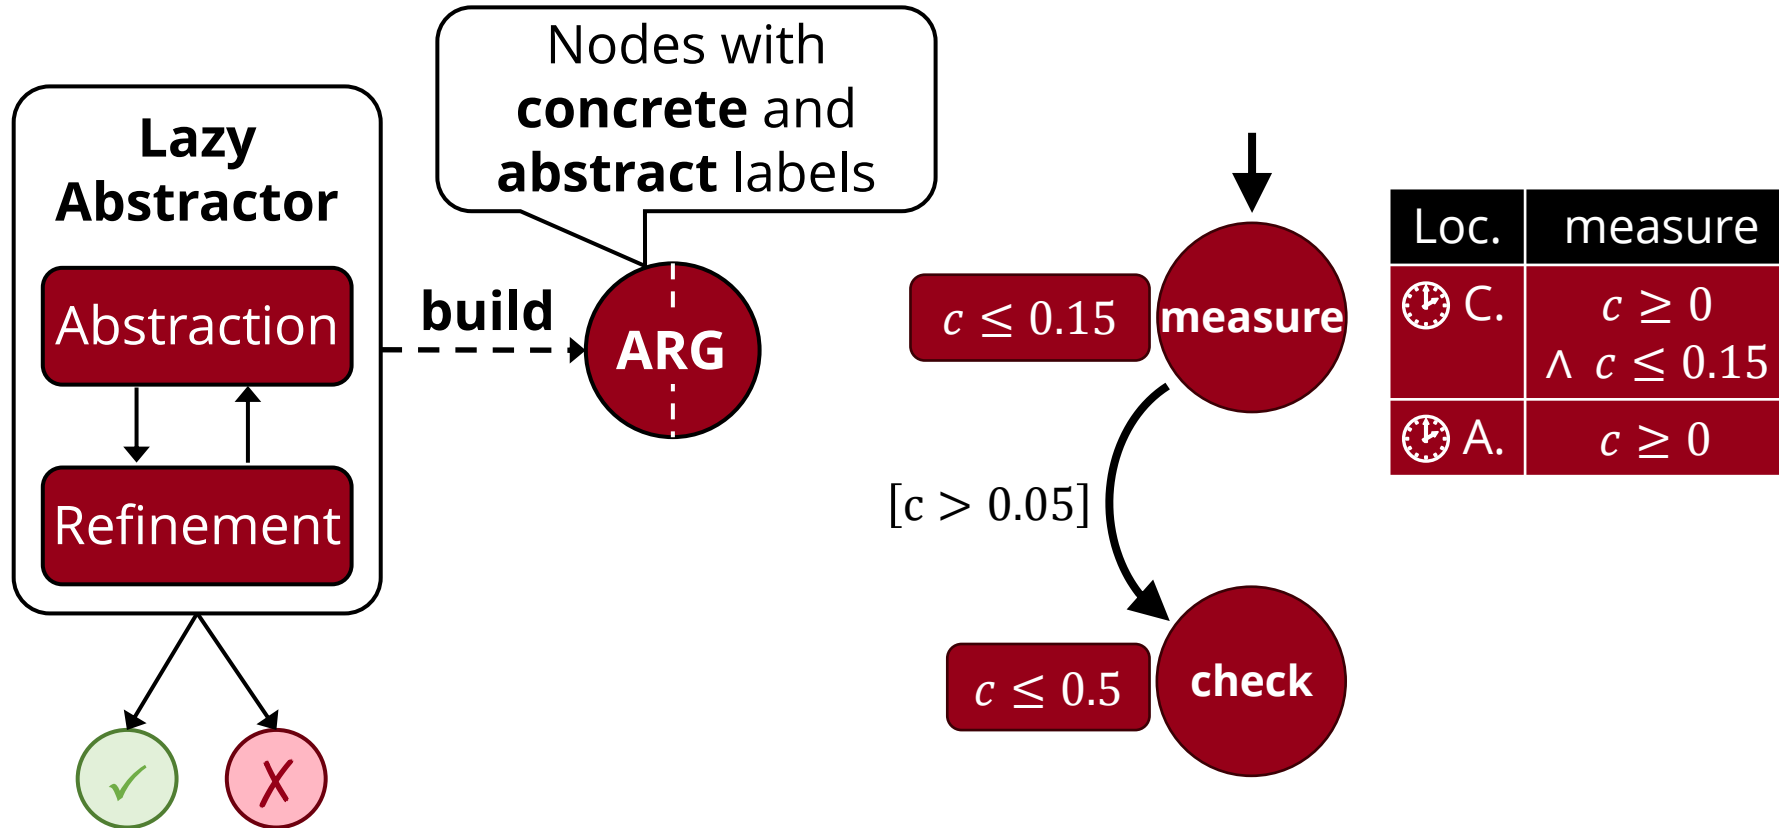 Nodes with
concrete and
abstract labels
Lazy
Abstractor
Abstraction
Refinement
build
ARG
✓
✗
c ≤ 0.15
measure
[c > 0.05]
c ≤ 0.5
check
Loc. measure
C. c ≥ 0
∧ c ≤ 0.15
A. c ≥ 0